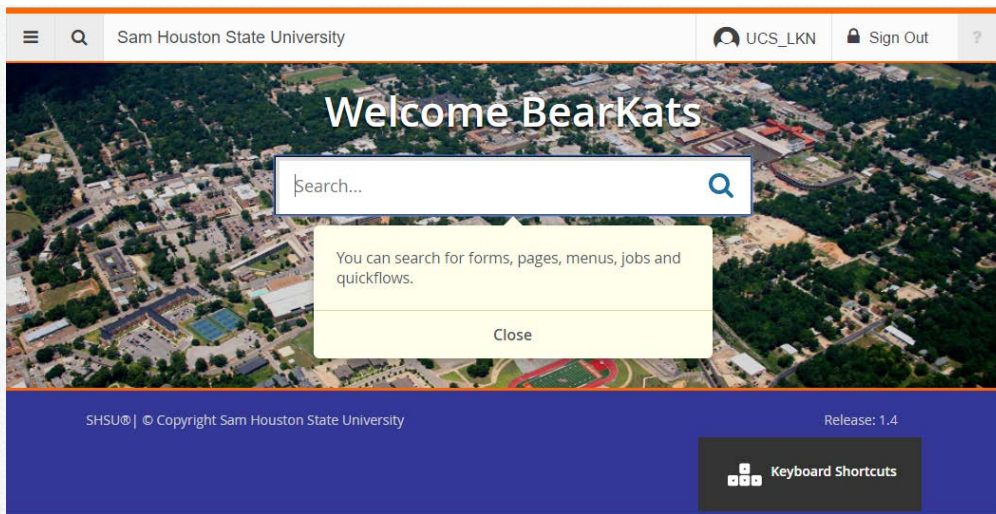 Sam Houston State University
UCS_LKN
Sign Out
?
Welcome BearKats
Search...
You can search for forms, pages, menus, jobs and
quickflows.
Close
SHSU®| © Copyright Sam Houston State University
Release: 1.4
Keyboard Shortcuts